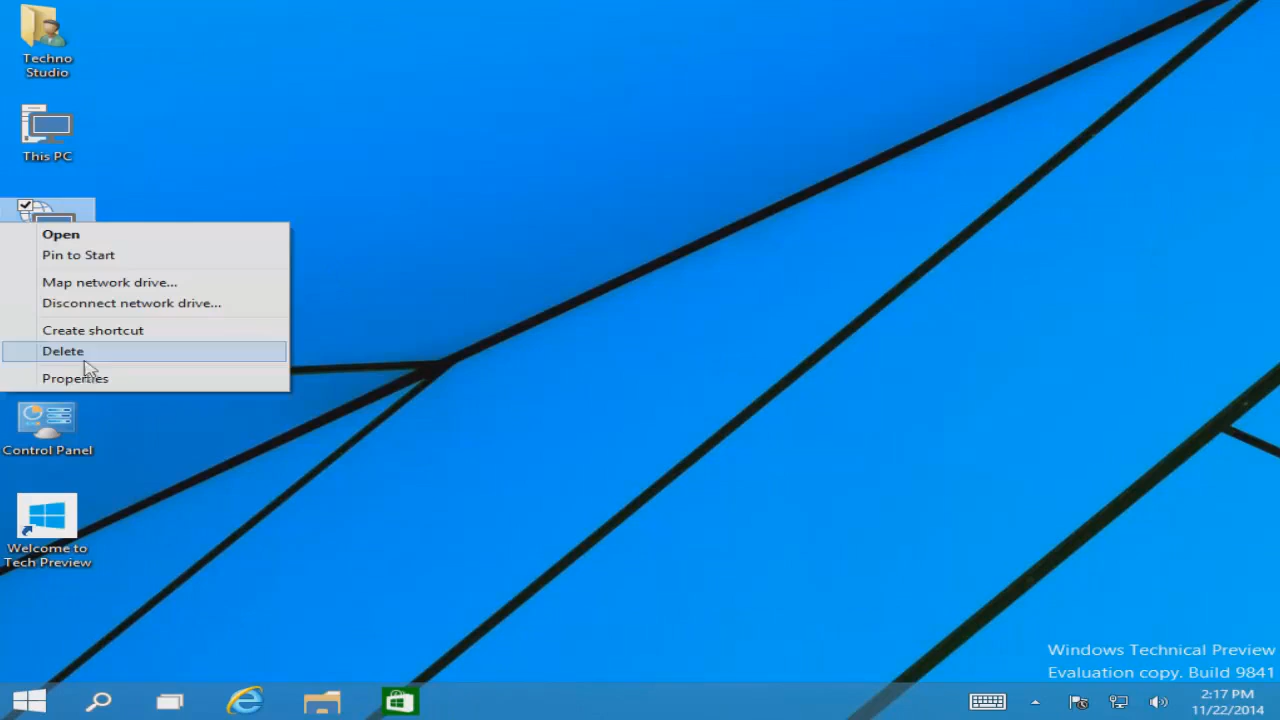 Techno
Studio
This PC
Open
Pin to Start
Map network drive...
Disconnect network drive...
Create shortcut
Delete
Properties
Control Panel
Welcome to
Tech Preview
Windows Technical Preview
Evaluation copy. Build 9841
2:17 PM
11/22/2014